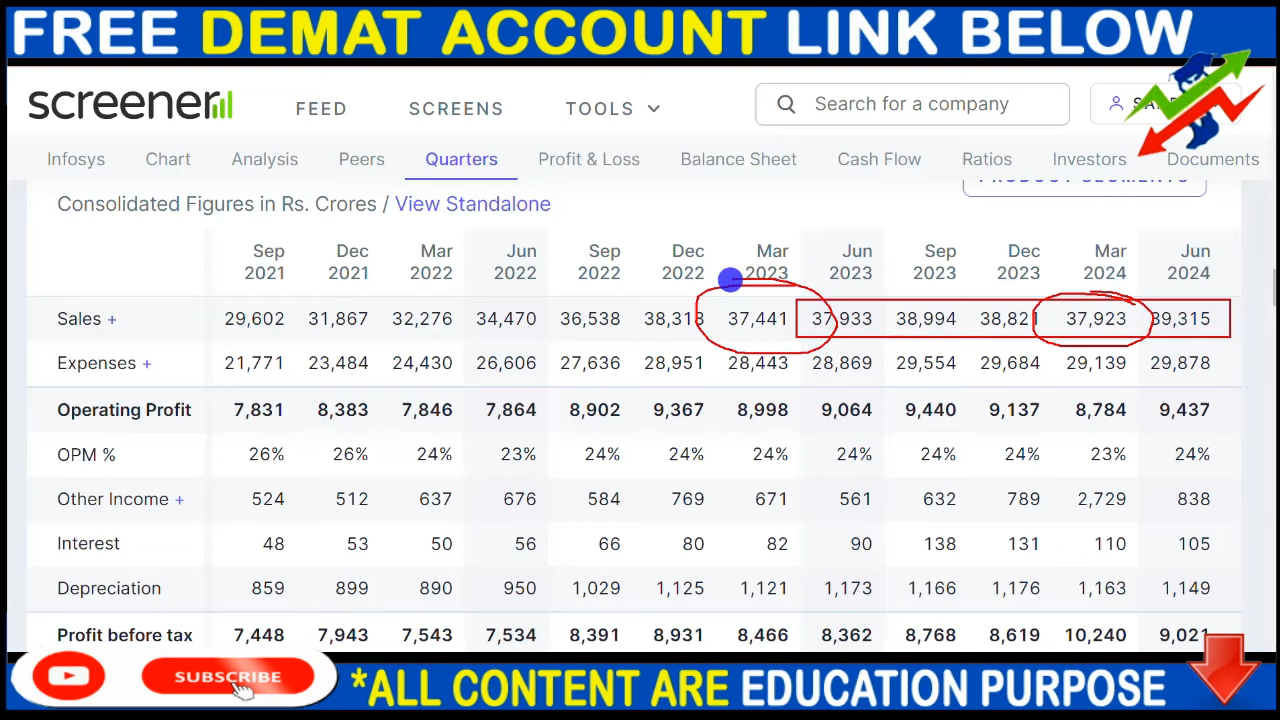 FREE DEMAT ACCOUNT LINK BELOW
screener FEED SCREENS TOOLS Search for a company
Infosys Chart Analysis Peers Quarters Profit & Loss Balance Sheet Cash Flow Ratios Investors Documents
PRODUCT SEGMENTS
Consolidated Figures in Rs. Crores / View Standalone
Sep 2021 Dec 2021 Mar 2022 Jun 2022 Sep 2022 Dec 2022 Mar 2023 Jun 2023 Sep 2023 Dec 2023 Mar 2024 Jun 2024
Sales + 29,602 31,867 32,276 34,470 36,538 37,441 37,933 38,994 38,821 37,923 39,315
Expenses + 21,771 23,484 24,430 26,606 27,636 28,951 28,443 28,869 29,554 29,684 29,139 29,878
Operating Profit 7,831 8,383 7,846 7,864 8,902 9,367 8,998 9,064 9,440 9,137 8,784 9,437
OPM % 26% 26% 24% 23% 24% 24% 24% 24% 24% 24% 23% 24%
Other Income + 524 512 637 676 584 769 671 561 632 789 2,729 838
Interest 48 53 50 56 66 80 82 90 138 131 110 105
Depreciation 859 899 890 950 1,029 1,125 1,121 1,173 1,166 1,176 1,163 1,149
Profit before tax 7,448 7,943 7,543 7,534 8,391 8,931 8,466 8,362 8,768 8,619 10,240 9,021
SUBSCRIBE
*ALL CONTENT ARE EDUCATION PURPOSE